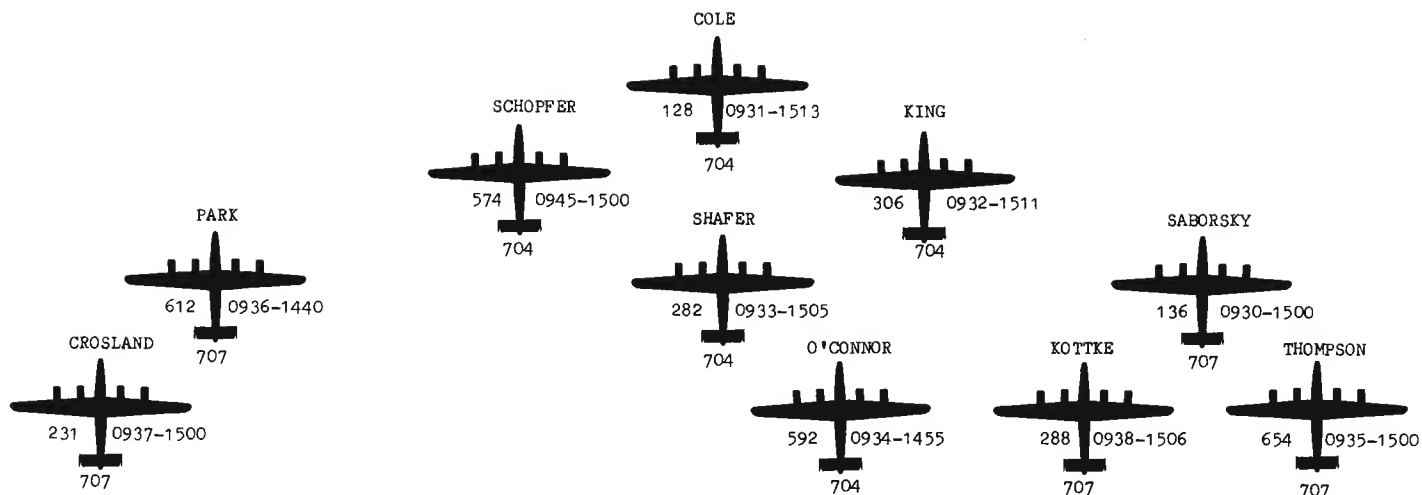 COLE
128 0931-1513
704
SCHOPFER
574 0945-1500
704
KING
306 0932-1511
704
PARK
612 0936-1440
707
SHAFER
282 0933-1505
704
SABORSKY
136 0930-1500
707
CROSLAND
231 0937-1500
707
O'CONNOR
592 0934-1455
704
KOTTKE
288 0938-1506
707
THOMPSON
654 0935-1500
707